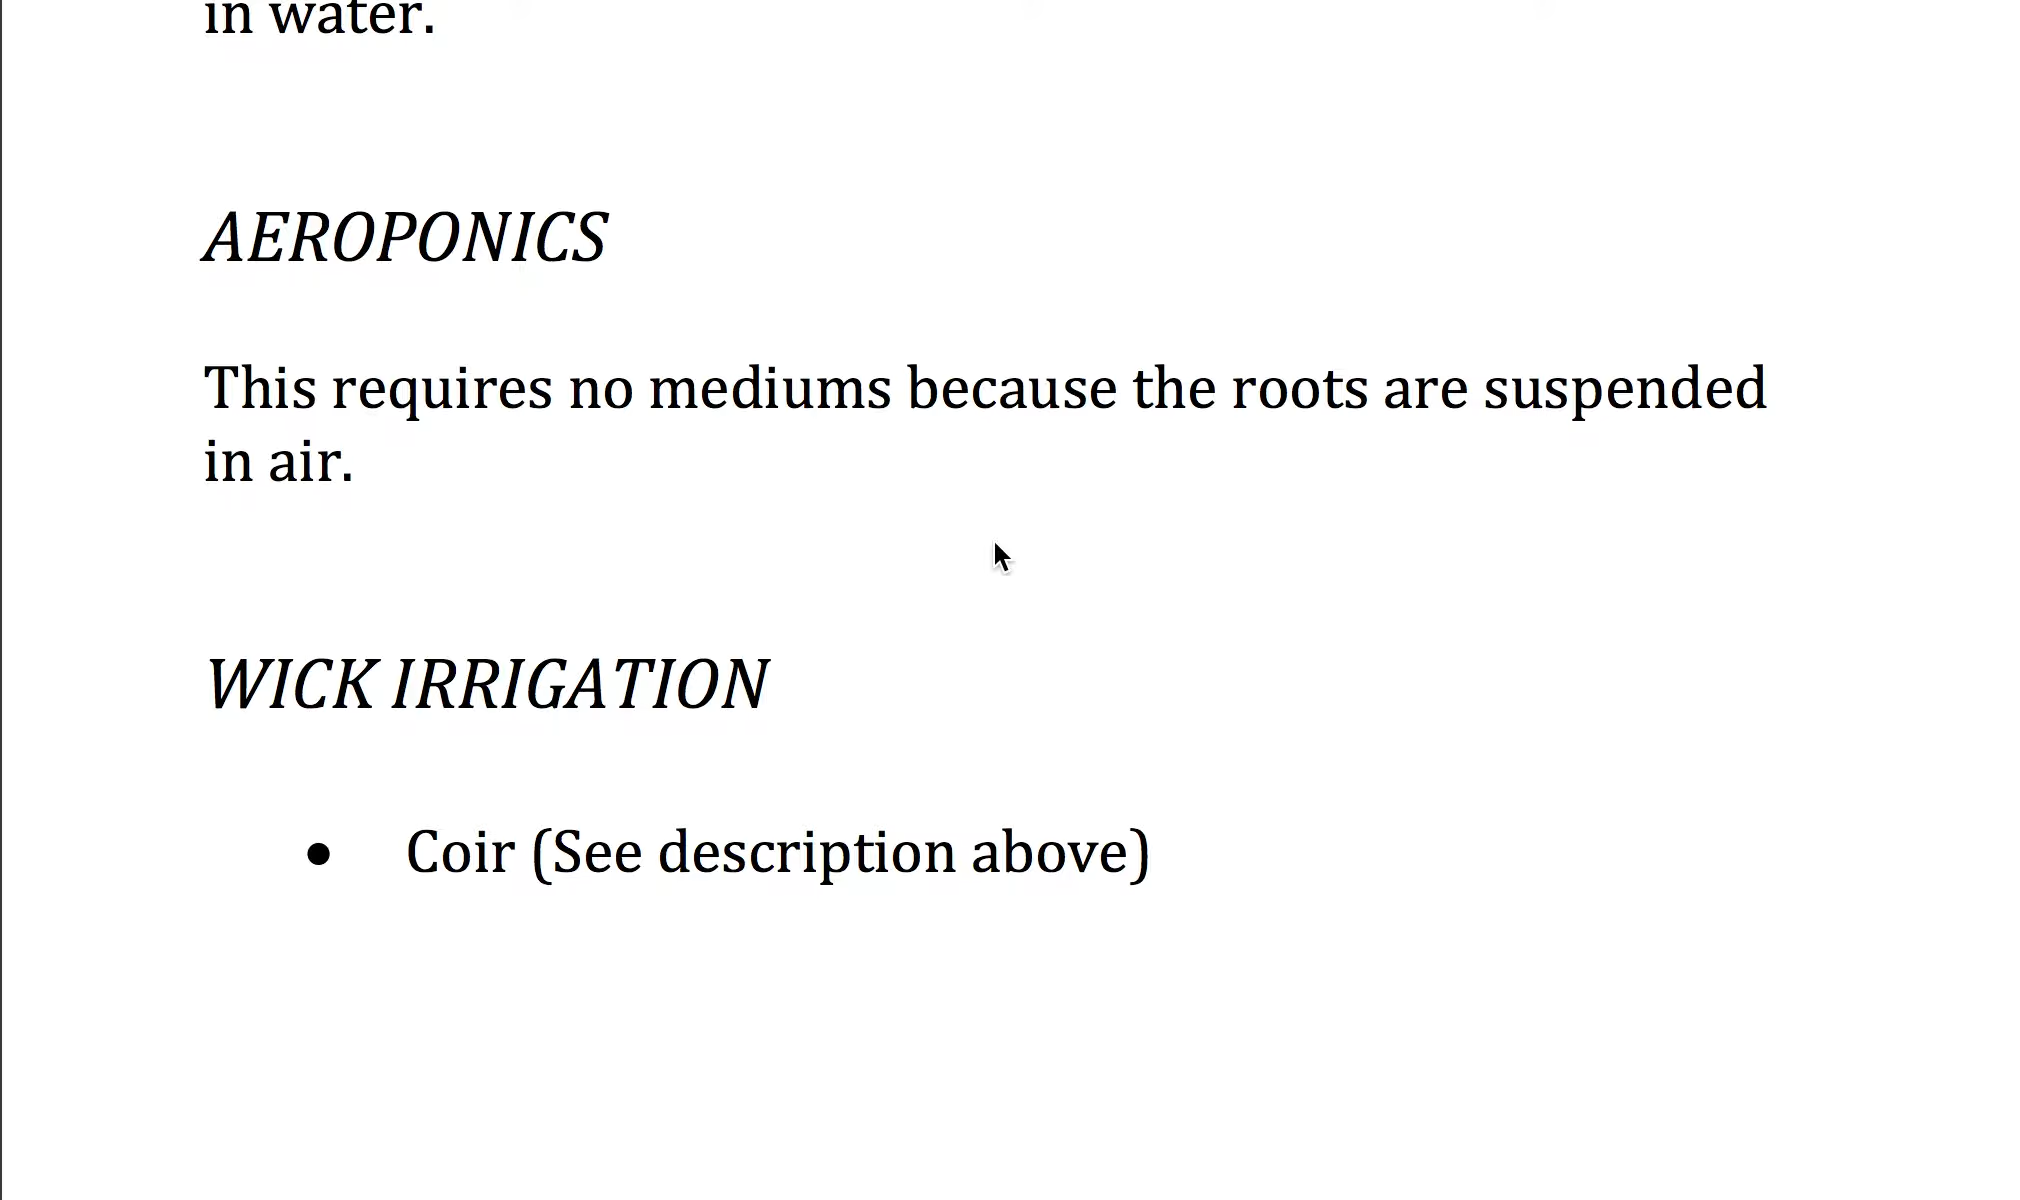 in water.
AEROPONICS
This requires no mediums because the roots are suspended
in air.
WICK IRRIGATION
• Coir (See description above)